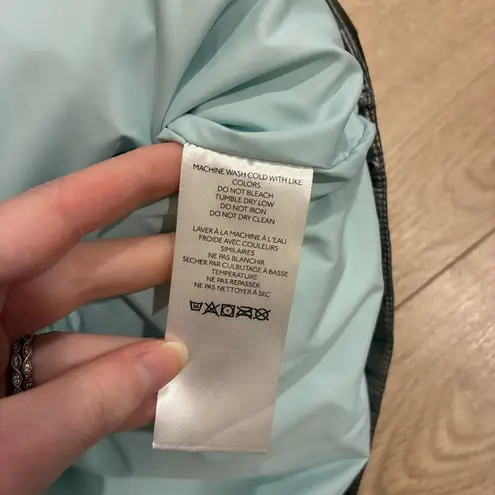 MACHINE WASH COLD WITH LIKE
COLORS
DO NOT BLEACH
TUMBLE DRY LOW
DO NOT IRON
DO NOT DRY CLEAN
LAVER À LA MACHINE À L'EAU
FROIDE AVEC COULEURS
SIMILAIRES
NE PAS BLANCHIR
SECHER PAR CULBUTAGE À BASSE
TEMPERATURE
NE PAS REPASSER
NE PAS NETTOYER À SEC